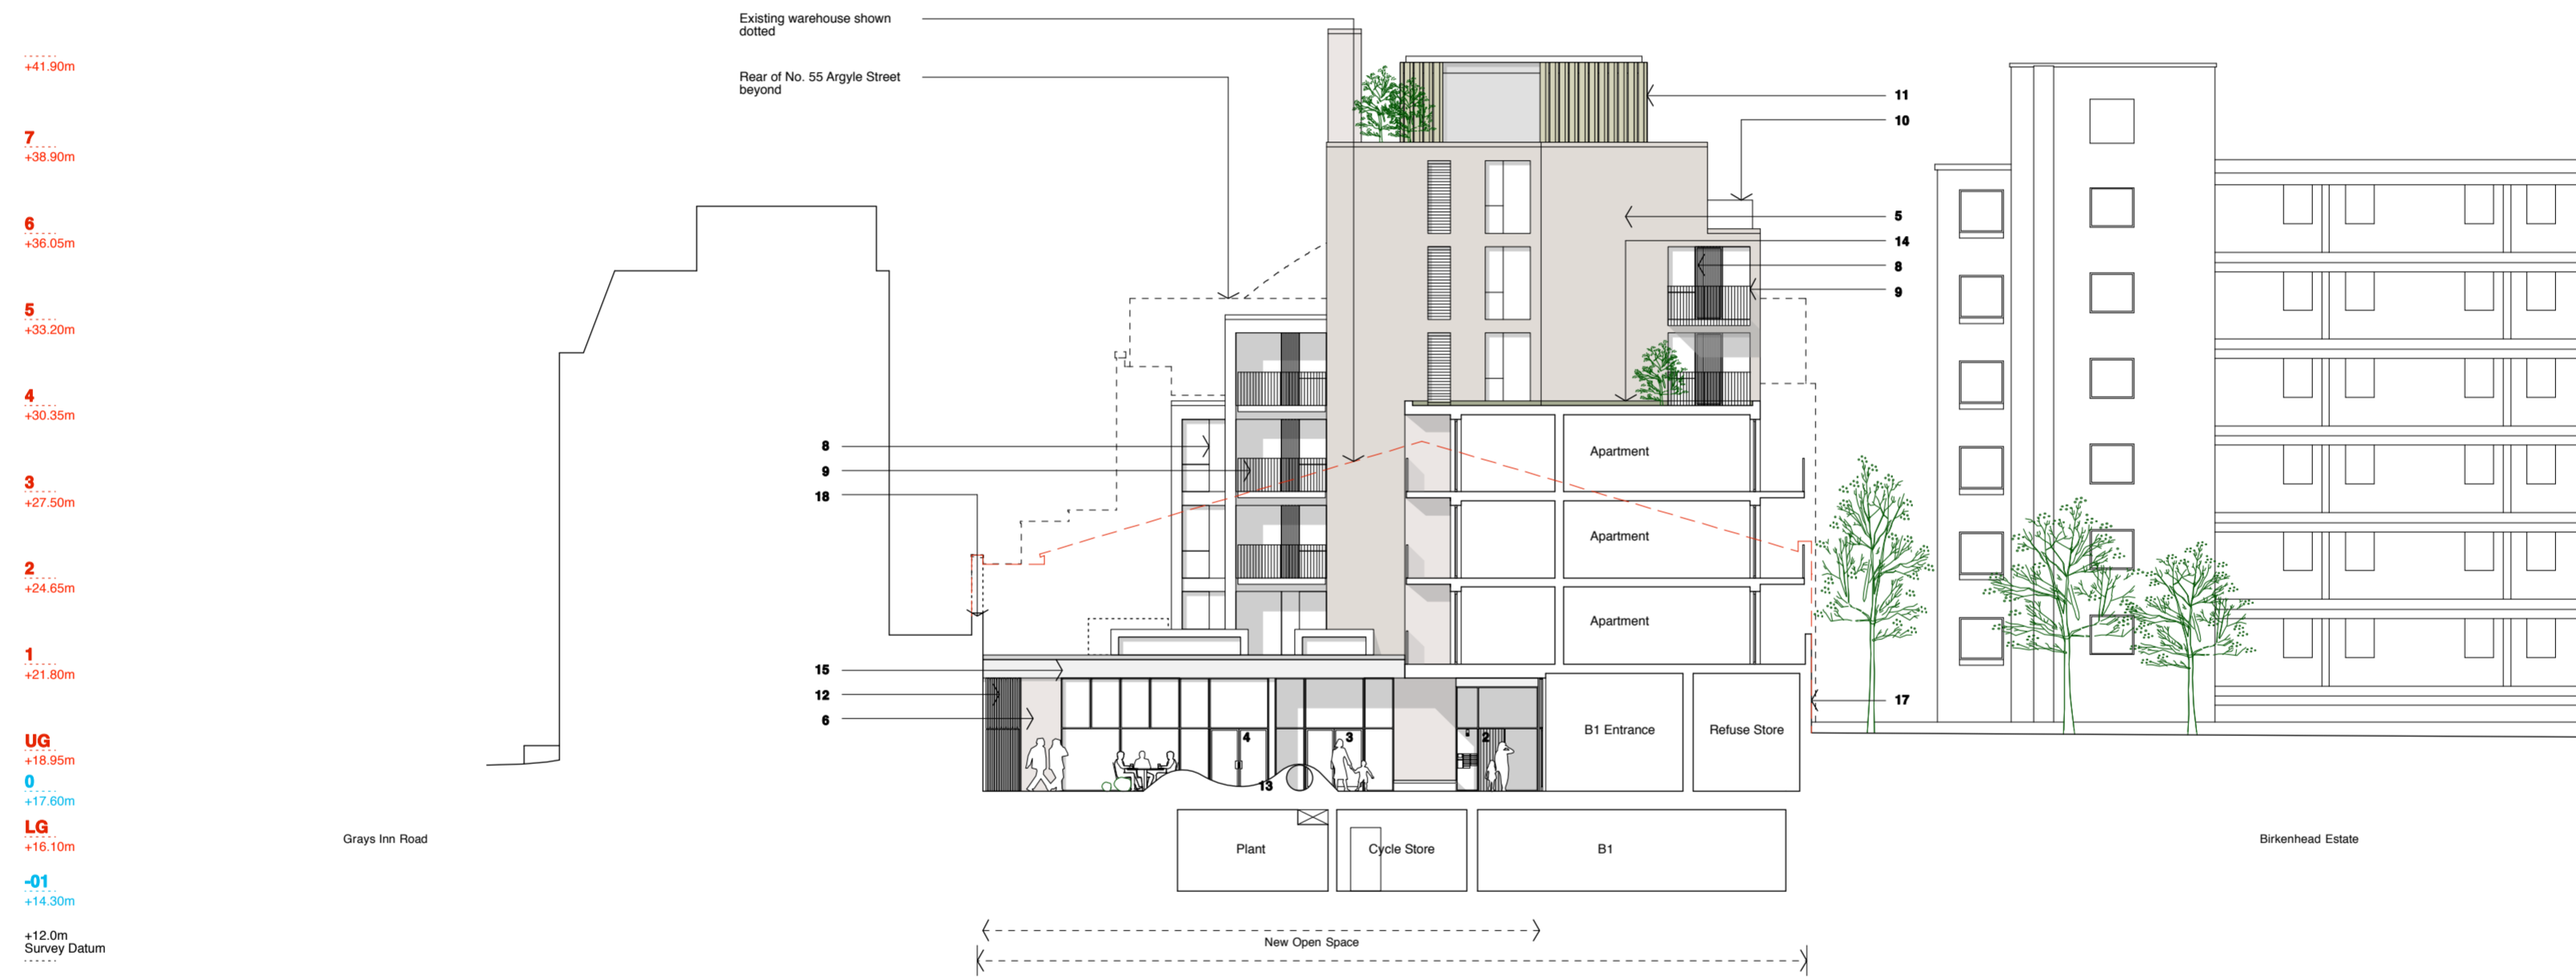 Existing warehouse shown
dotted
Rear of No. 55 Argyle Street
beyond
+41.90m
7
+38.90m
6
+36.05m
5
+33.20m
4
+30.35m
3
+27.50m
2
+24.65m
1
+21.80m
UG
+18.95m
0
+17.60m
LG
+16.10m
-01
+14.30m
+12.0m
Survey Datum
Grays Inn Road
8
9
18
15
12
6
11
10
5
14
8
9
17
Apartment
Apartment
Apartment
B1 Entrance
Refuse Store
4
3
2
13
1
Plant
Cycle Store
B1
Birkenhead Estate
New Open Space